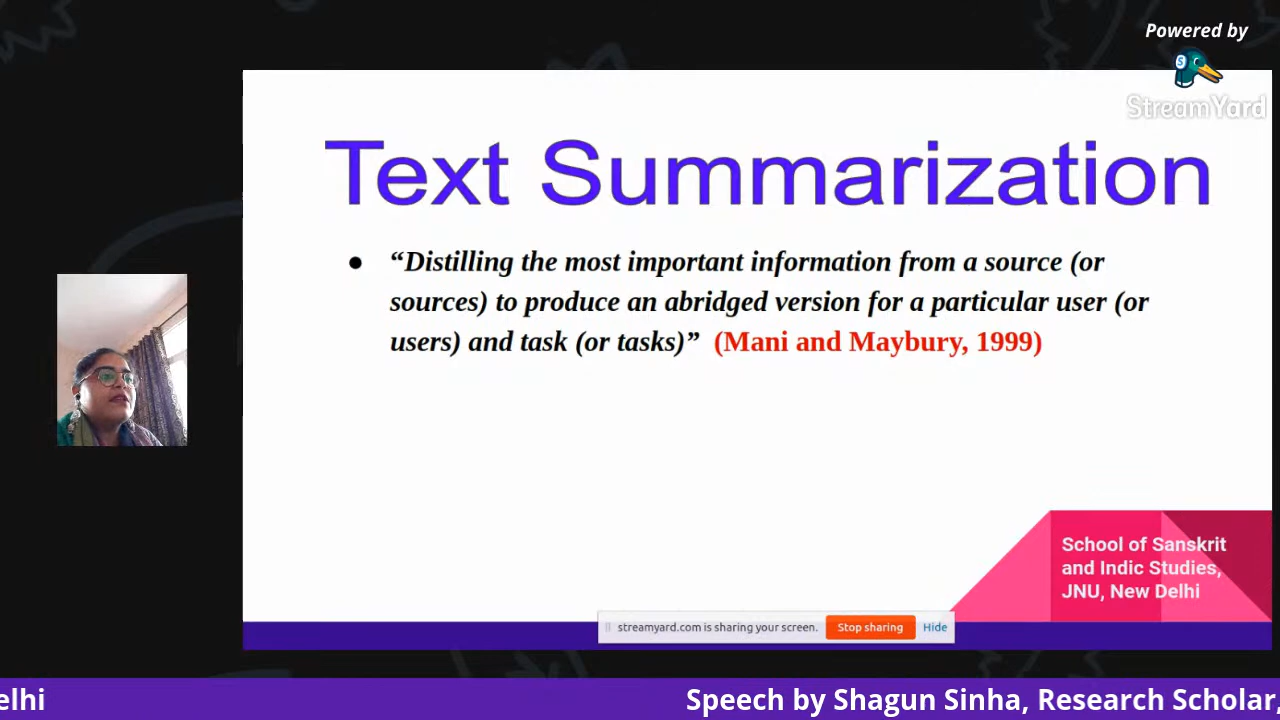 Powered by
StreamYard
Text Summarization
● “Distilling the most important information from a source (or
sources) to produce an abridged version for a particular user (or
users) and task (or tasks)” (Mani and Maybury, 1999)
School of Sanskrit
and Indic Studies,
JNU, New Delhi
streamyard.com is sharing your screen. Stop sharing Hide
elhi Speech by Shagun Sinha, Research Scholar,